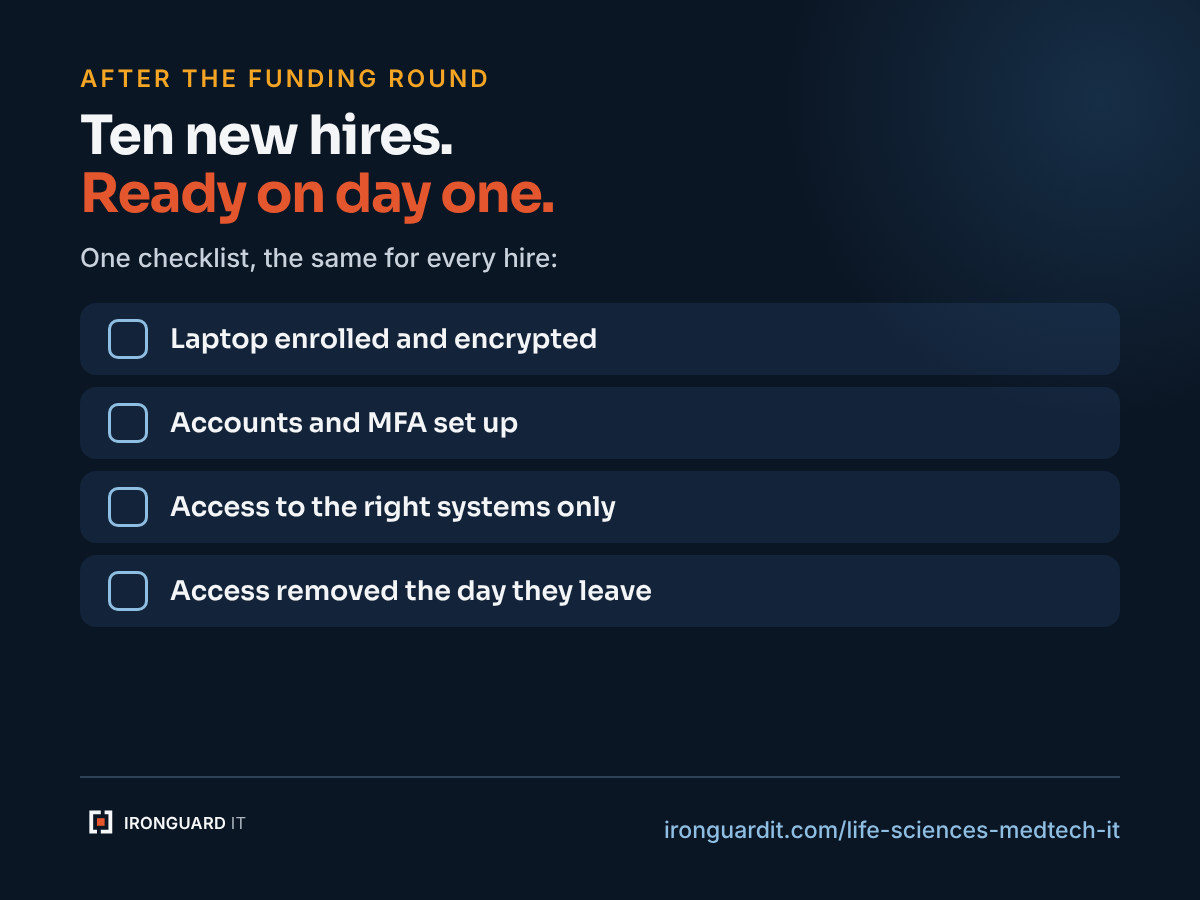 AFTER THE FUNDING ROUND
Ten new hires.
Ready on day one.
One checklist, the same for every hire:
Laptop enrolled and encrypted
Accounts and MFA set up
Access to the right systems only
Access removed the day they leave
IRONGUARD IT
ironguardit.com/life-sciences-medtech-it